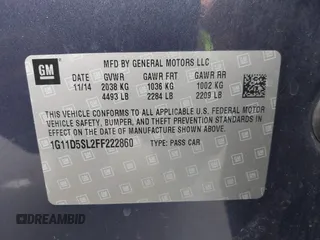 GM
MFD BY GENERAL MOTORS LLC
DATE GVWR GAWR FRT GAWR RR
11/14 2038 KG 1036 KG 1002 KG
4493 LB 2284 LB 2209 LB
THIS VEHICLE CONFORMS TO ALL APPLICABLE U.S. FEDERAL MOTOR
VEHICLE SAFETY, BUMPER, AND THEFT PREVENTION STANDARDS
IN EFFECT ON THE DATE OF MANUFACTURE SHOWN ABOVE.
1G11D5SL2FF222860 TYPE: PASS CAR
DREAMBID